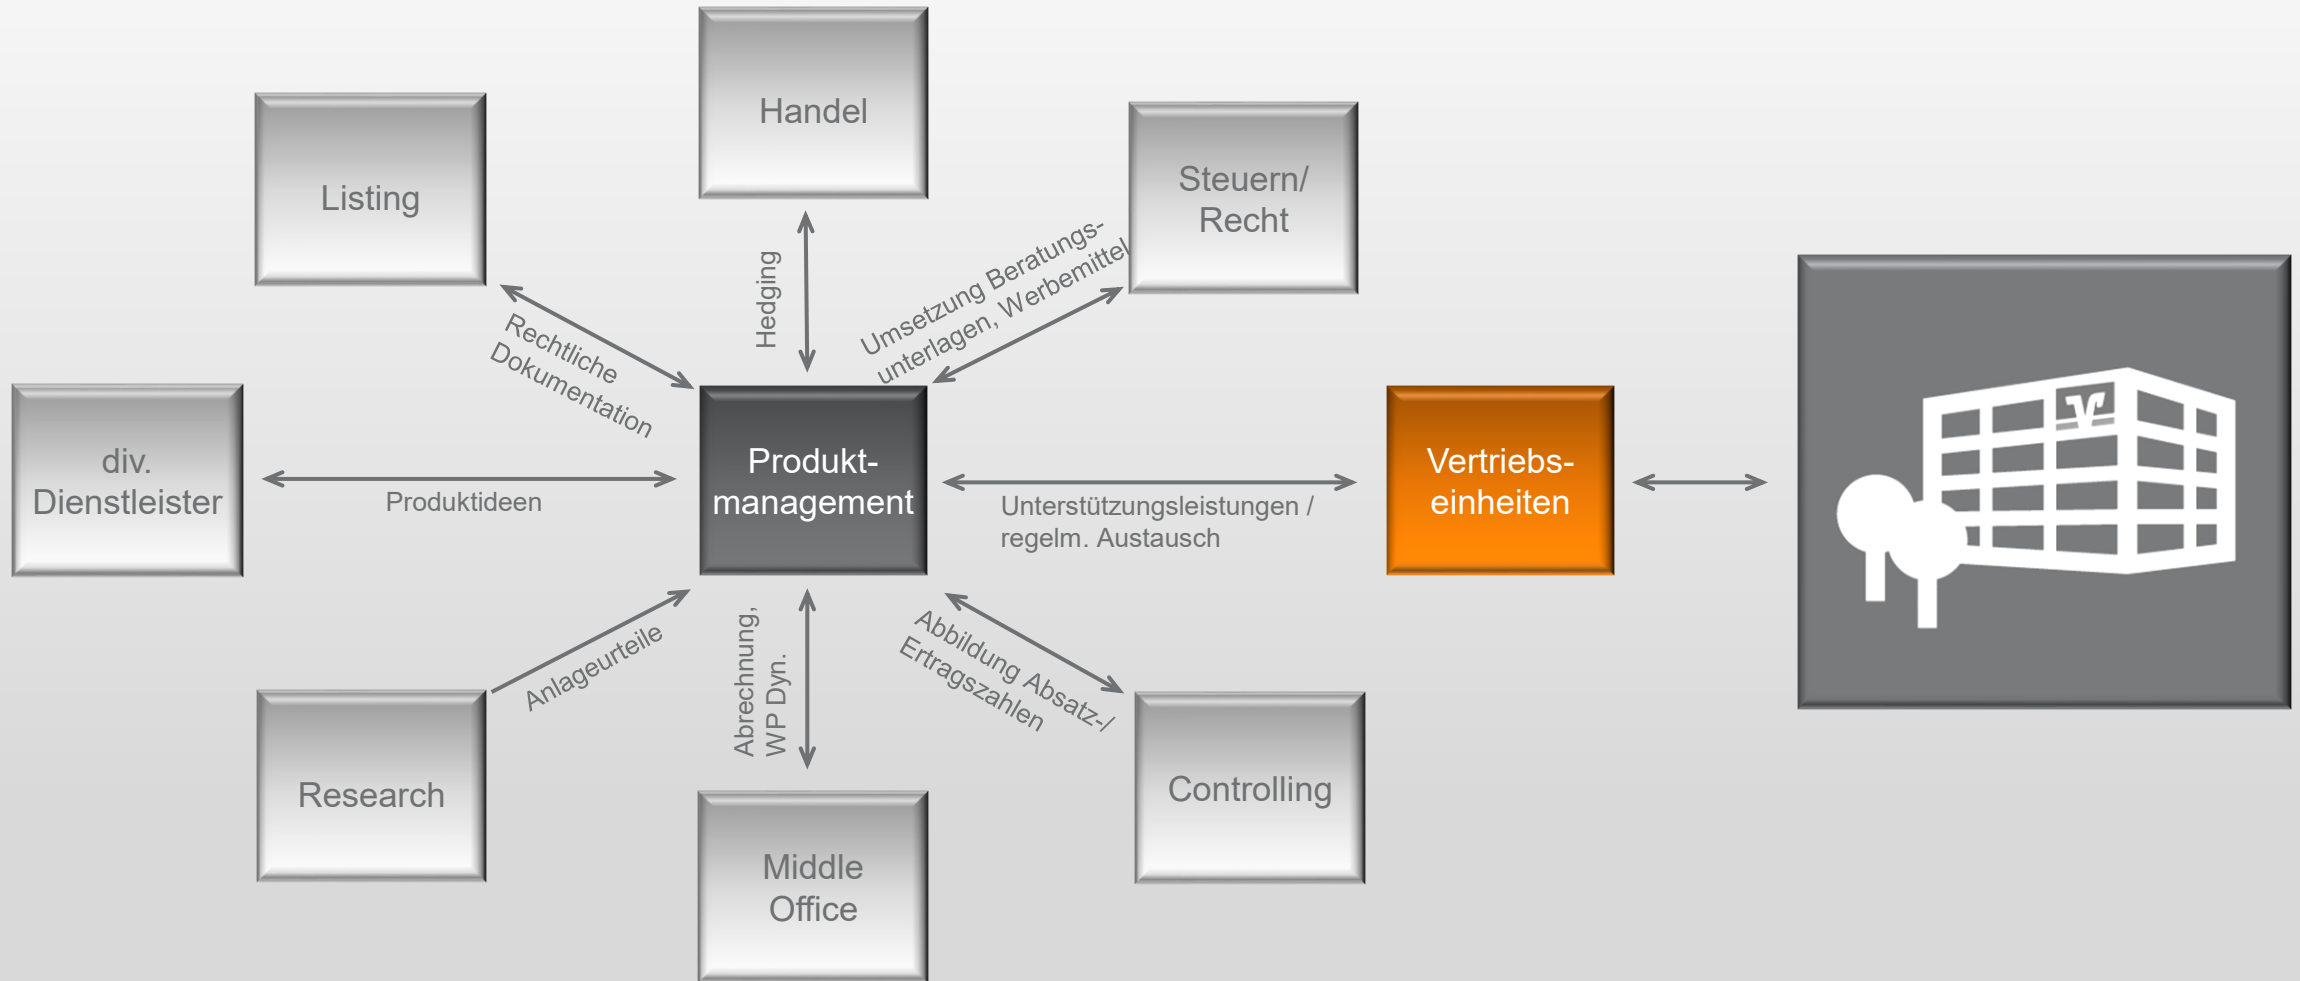 Handel
Listing
Steuern/
Recht
Hedging
Umsetzung Beratungs-
unterlagen, Werbemittel
Rechtliche
Dokumentation
div.
Dienstleister
Produktideen
Produkt-
management
Unterstützungsleistungen /
regelm. Austausch
Vertriebs-
einheiten
Anlageurteile
Abrechnung,
WP Dyn.
Abbildung Absatz-/
Ertragszahlen
Research
Middle
Office
Controlling